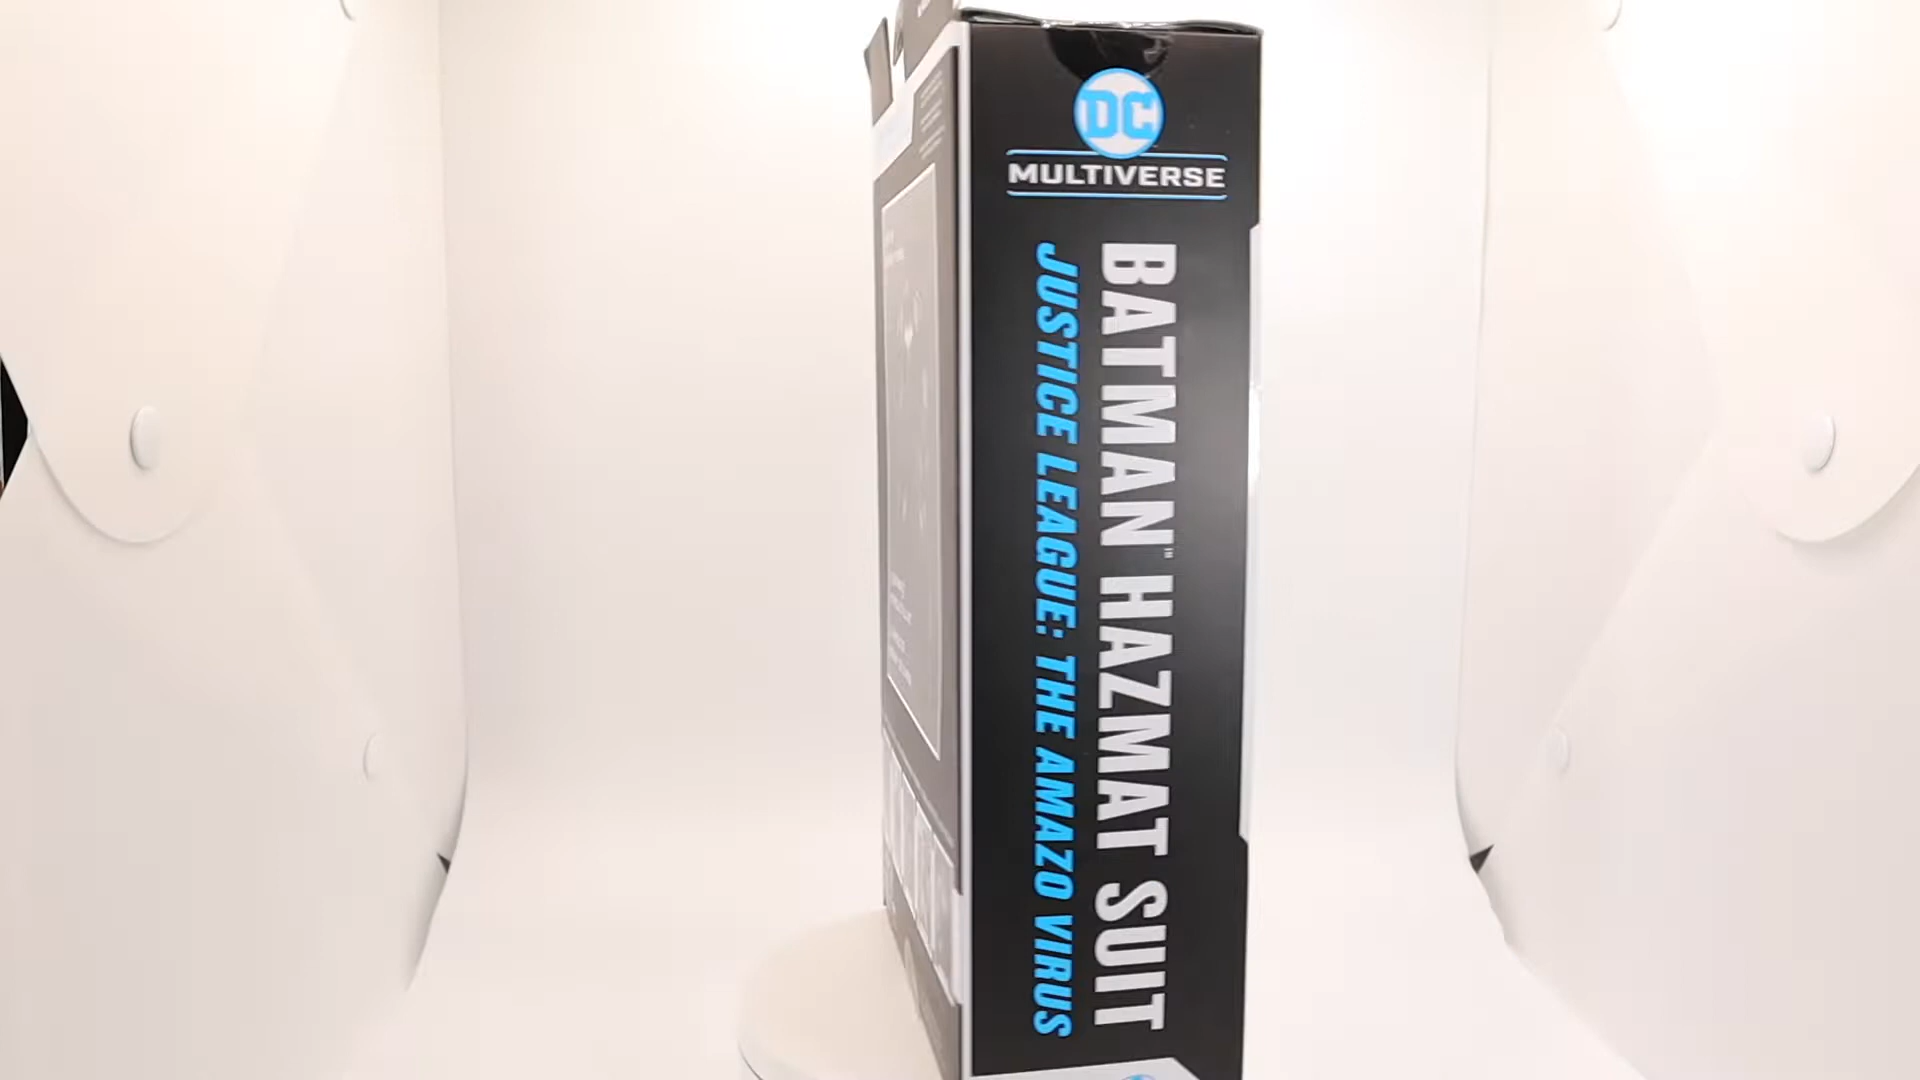 DC
MULTIVERSE
BATMAN™ HAZMAT SUIT
JUSTICE LEAGUE: THE AMAZO VIRUS